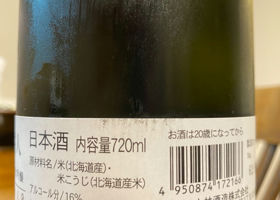 日本酒 内容量720ml
原材料名/米(北海道産)・
米こうじ(北海道産米)
アルコール分/16%
お酒は20歳になってから
4 950874 172166